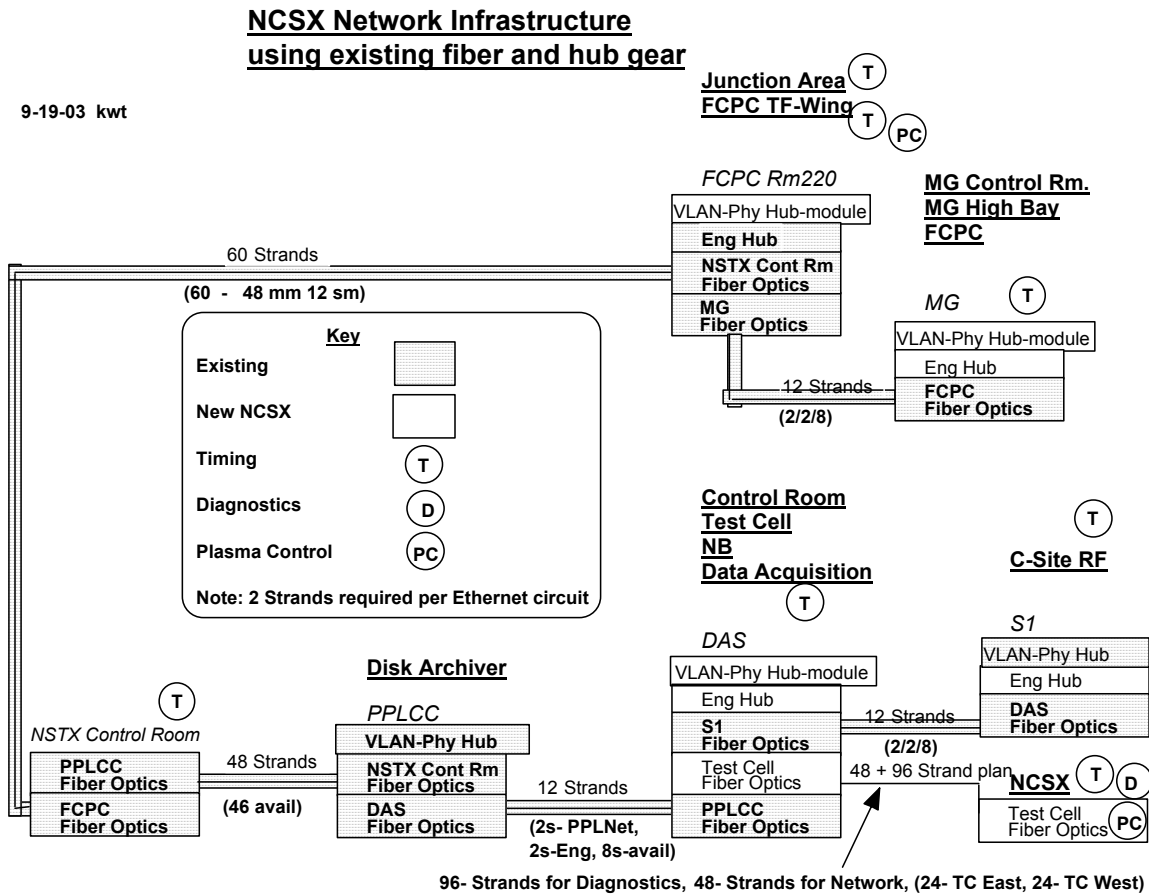 NCSX Network Infrastructure
using existing fiber and hub gear
9-19-03 kwt
Junction Area
T
FCPC TF-Wing
T
PC
FCPC Rm220
VLAN-Phy Hub-module
Eng Hub
NSTX Cont Rm
Fiber Optics
MG
Fiber Optics
MG Control Rm.
MG High Bay
FCPC
MG
T
VLAN-Phy Hub-module
Eng Hub
FCPC
Fiber Optics
60 Strands
(60 - 48 mm 12 sm)
12 Strands
(2/2/8)
Key
Existing
New NCSX
Timing
T
Diagnostics
D
Plasma Control
PC
Note: 2 Strands required per Ethernet circuit
Control Room
Test Cell
NB
Data Acquisition
T
T
C-Site RF
DAS
VLAN-Phy Hub-module
Eng Hub
S1
Fiber Optics
Test Cell
Fiber Optics
PPLCC
Fiber Optics
S1
VLAN-Phy Hub
Eng Hub
DAS
Fiber Optics
12 Strands
(2/2/8)
48 + 96 Strand plan
NCSX
T
D
Test Cell
Fiber Optics
PC
Disk Archiver
PPLCC
VLAN-Phy Hub
NSTX Cont Rm
Fiber Optics
DAS
Fiber Optics
T
NSTX Control Room
PPLCC
Fiber Optics
FCPC
Fiber Optics
48 Strands
(46 avail)
12 Strands
(2s- PPLNet,
2s-Eng, 8s-avail)
96- Strands for Diagnostics, 48- Strands for Network, (24- TC East, 24- TC West)